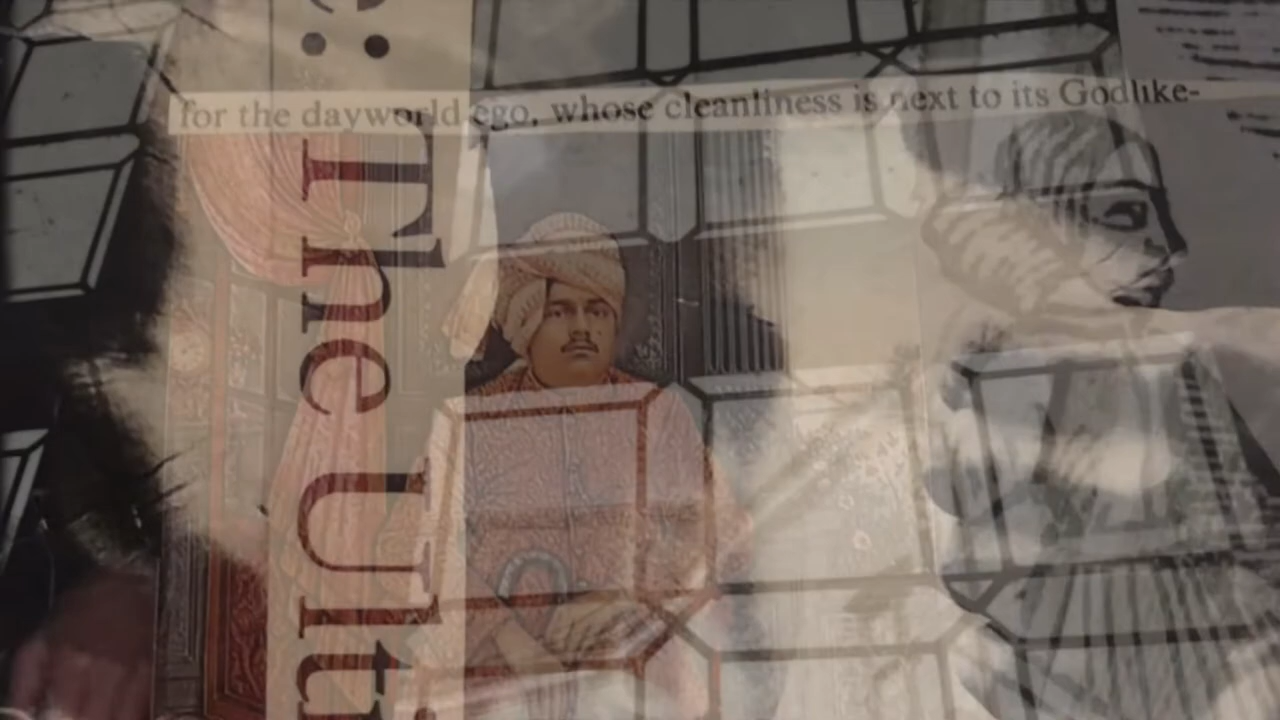 for the dayworld ego, whose cleanliness is next to its Godlike-
e: The Ulti